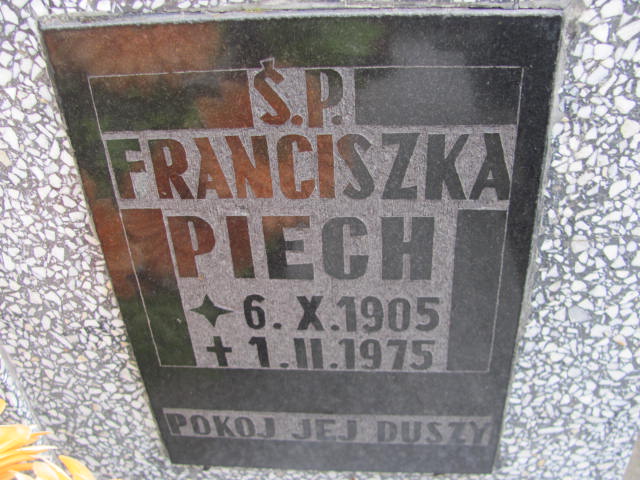 Ś.P.
FRANCISZKA
PIECH
✦ 6. X. 1905
✝ 1. II. 1975
POKOJ JEJ DUSZY